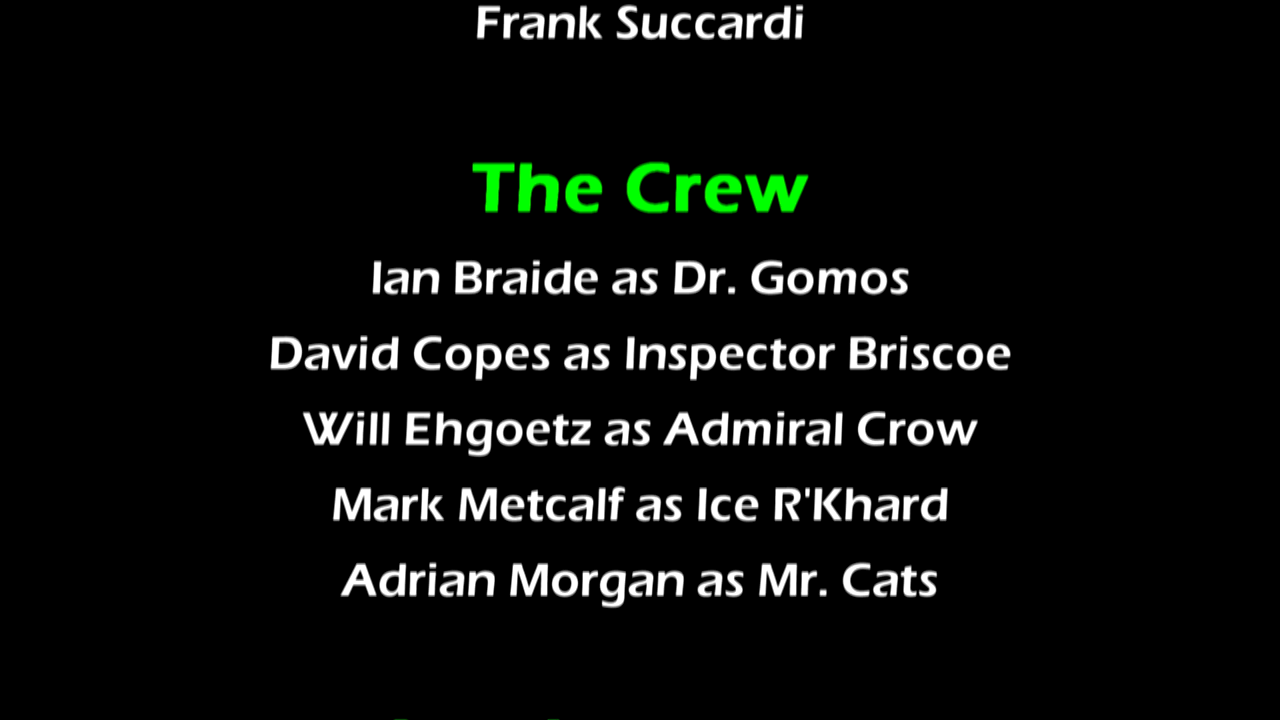 Frank Succardi
The Crew
Ian Braide as Dr. Gomos
David Copes as Inspector Briscoe
Will Ehgoetz as Admiral Crow
Mark Metcalf as Ice R'Khard
Adrian Morgan as Mr. Cats